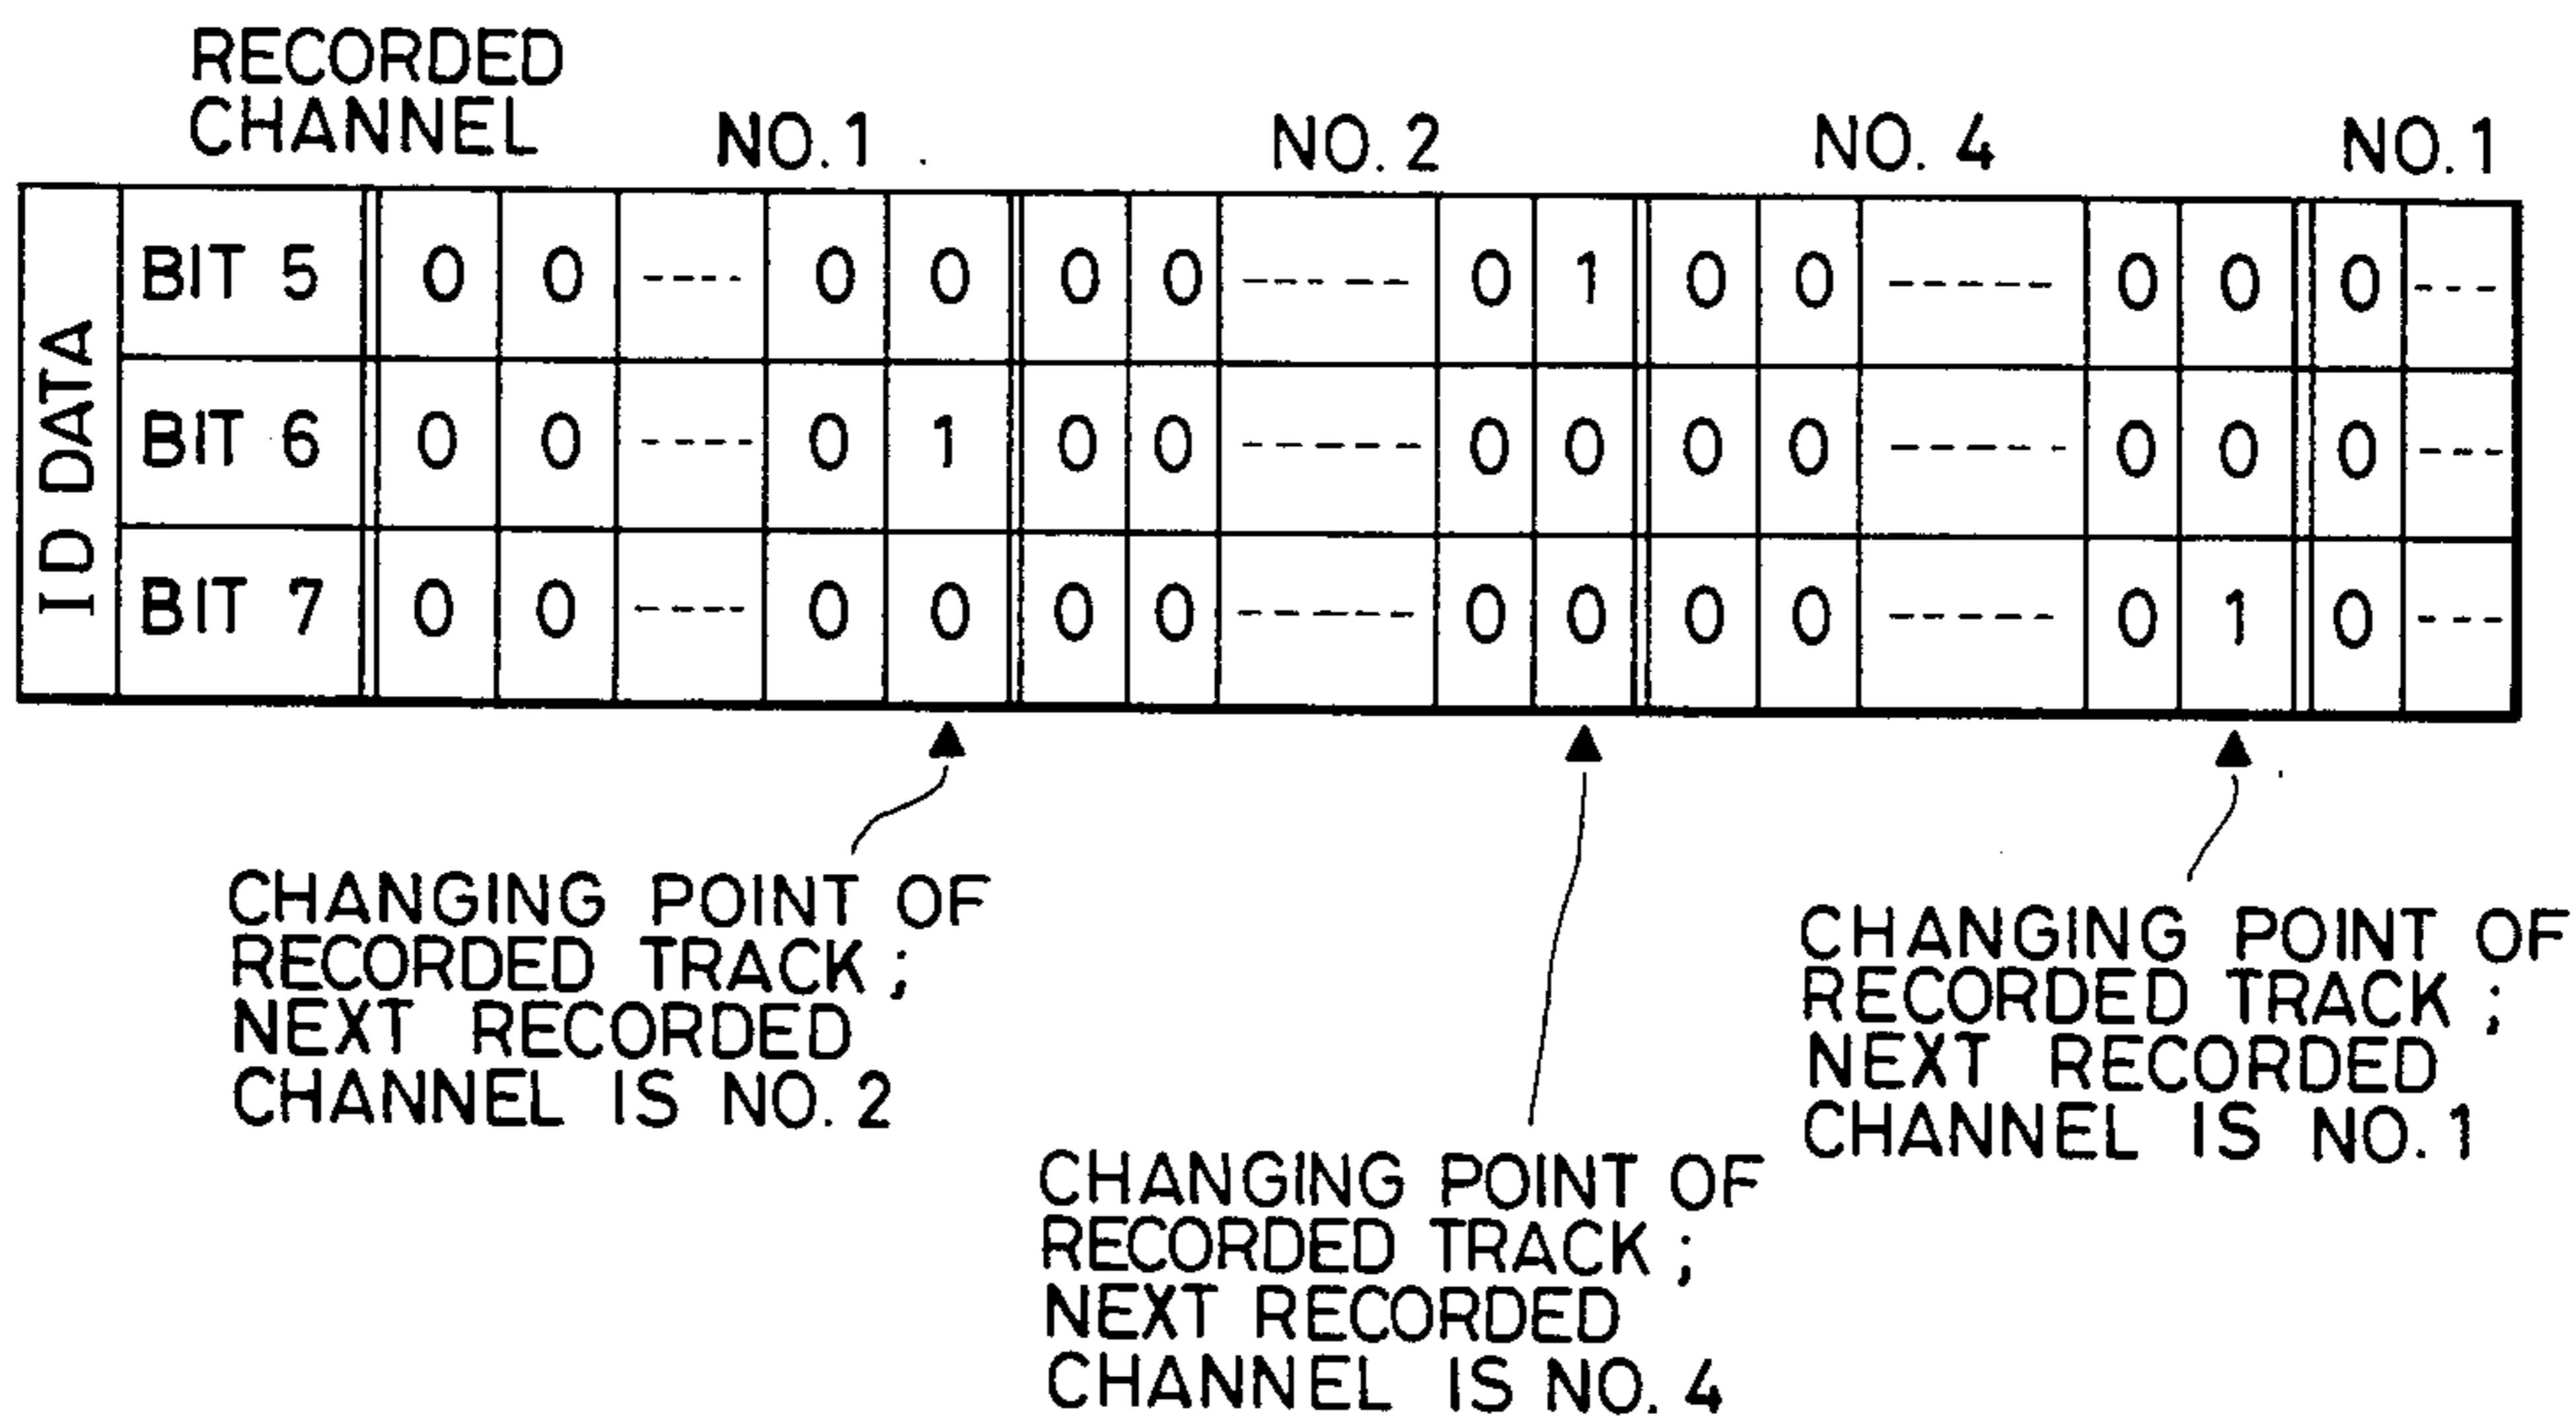 RECORDED
CHANNEL NO. 1 NO. 2 NO. 4 NO. 1
ID DATA
BIT 5 0 0 ---- 0 0 0 0 ----- -- 0 1 0 0 ----- 0 0 0 ---
BIT 6 0 0 ---- 0 1 0 0 ----- 0 0 0 0 ----- 0 0 0 ---
BIT 7 0 0 ---- 0 0 0 0 ----- 0 0 0 0 ----- 0 1 0 ---
CHANGING POINT OF
RECORDED TRACK ;
NEXT RECORDED
CHANNEL IS NO. 2
CHANGING POINT OF
RECORDED TRACK ;
NEXT RECORDED
CHANNEL IS NO. 4
CHANGING POINT OF
RECORDED TRACK ;
NEXT RECORDED
CHANNEL IS NO. 1